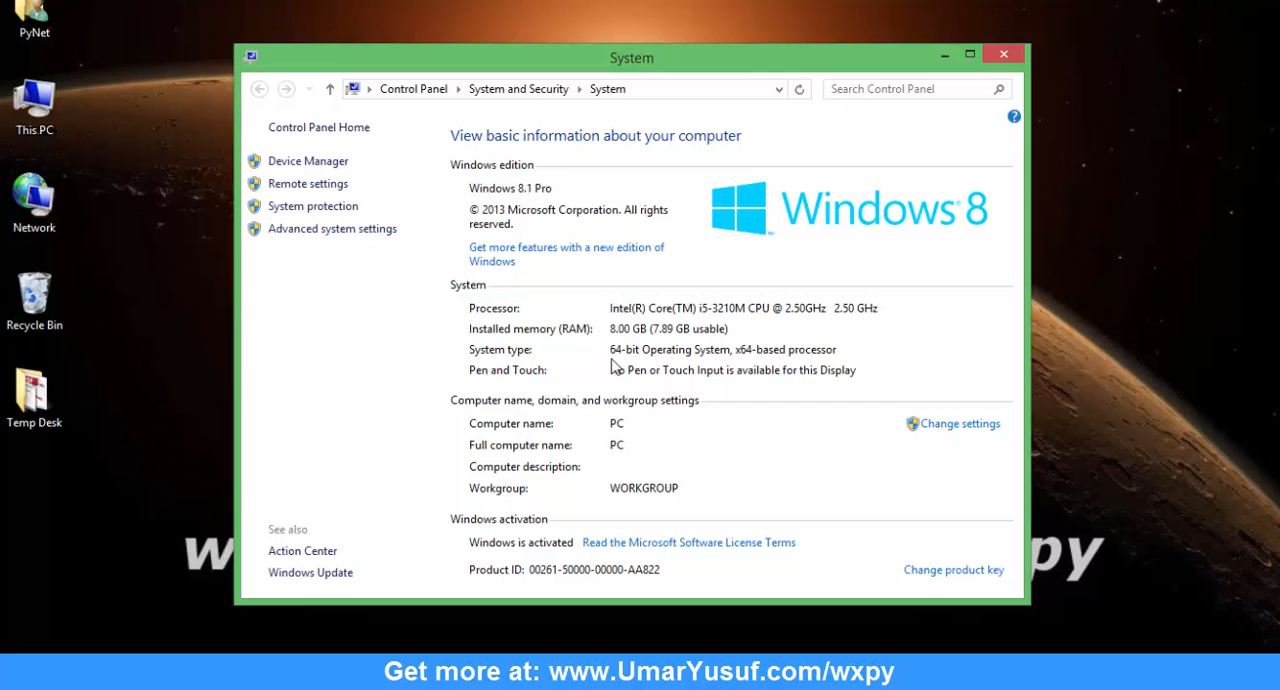 PyNet
This PC
Network
Recycle Bin
Temp Desk
System
Control Panel ▸ System and Security ▸ System
Search Control Panel
Control Panel Home
Device Manager
Remote settings
System protection
Advanced system settings
See also
Action Center
Windows Update
View basic information about your computer
Windows edition
Windows 8.1 Pro
© 2013 Microsoft Corporation. All rights
reserved.
Get more features with a new edition of
Windows
Windows® 8
System
Processor: Intel(R) Core(TM) i5-3210M CPU @ 2.50GHz 2.50 GHz
Installed memory (RAM): 8.00 GB (7.89 GB usable)
System type: 64-bit Operating System, x64-based processor
Pen and Touch: Pen or Touch Input is available for this Display
Computer name, domain, and workgroup settings
Computer name: PC
Change settings
Full computer name: PC
Computer description:
Workgroup: WORKGROUP
Windows activation
Windows is activated Read the Microsoft Software License Terms
Product ID: 00261-50000-00000-AA822
Change product key
w
py
Get more at: www.UmarYusuf.com/wxpy